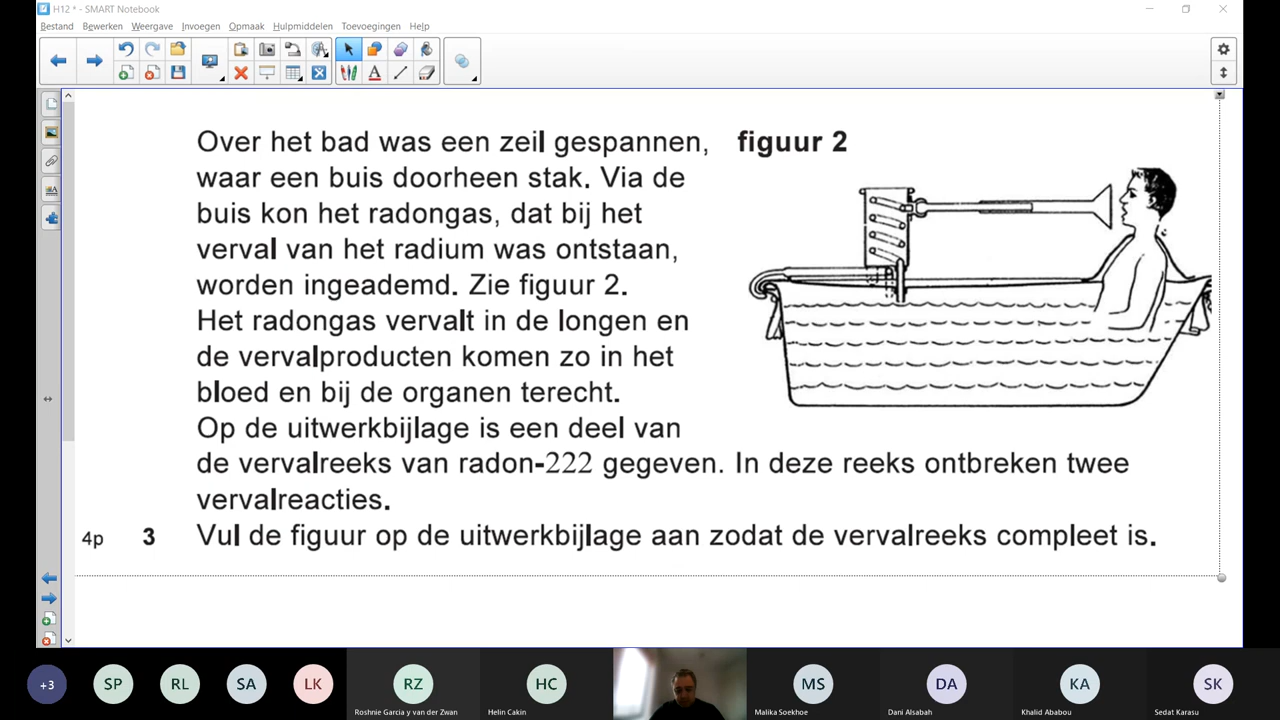 H12 * - SMART Notebook
Bestand Bewerken Weergave Invoegen Opmaak Hulpmiddelen Toevoegingen Help
Over het bad was een zeil gespannen,
waar een buis doorheen stak. Via de
buis kon het radongas, dat bij het
verval van het radium was ontstaan,
worden ingeademd. Zie figuur 2.
Het radongas vervalt in de longen en
de vervalproducten komen zo in het
bloed en bij de organen terecht.
Op de uitwerkbijlage is een deel van
de vervalreeks van radon-222 gegeven. In deze reeks ontbreken twee
vervalreacties.
figuur 2
4p 3 Vul de figuur op de uitwerkbijlage aan zodat de vervalreeks compleet is.
+3 SP RL SA LK RZ HC MS DA KA SK
Roshnie Garcia y van der Zwan Helin Cakin Malika Soekhoe Dani Alsabah Khalid Ababou Sedat Karasu